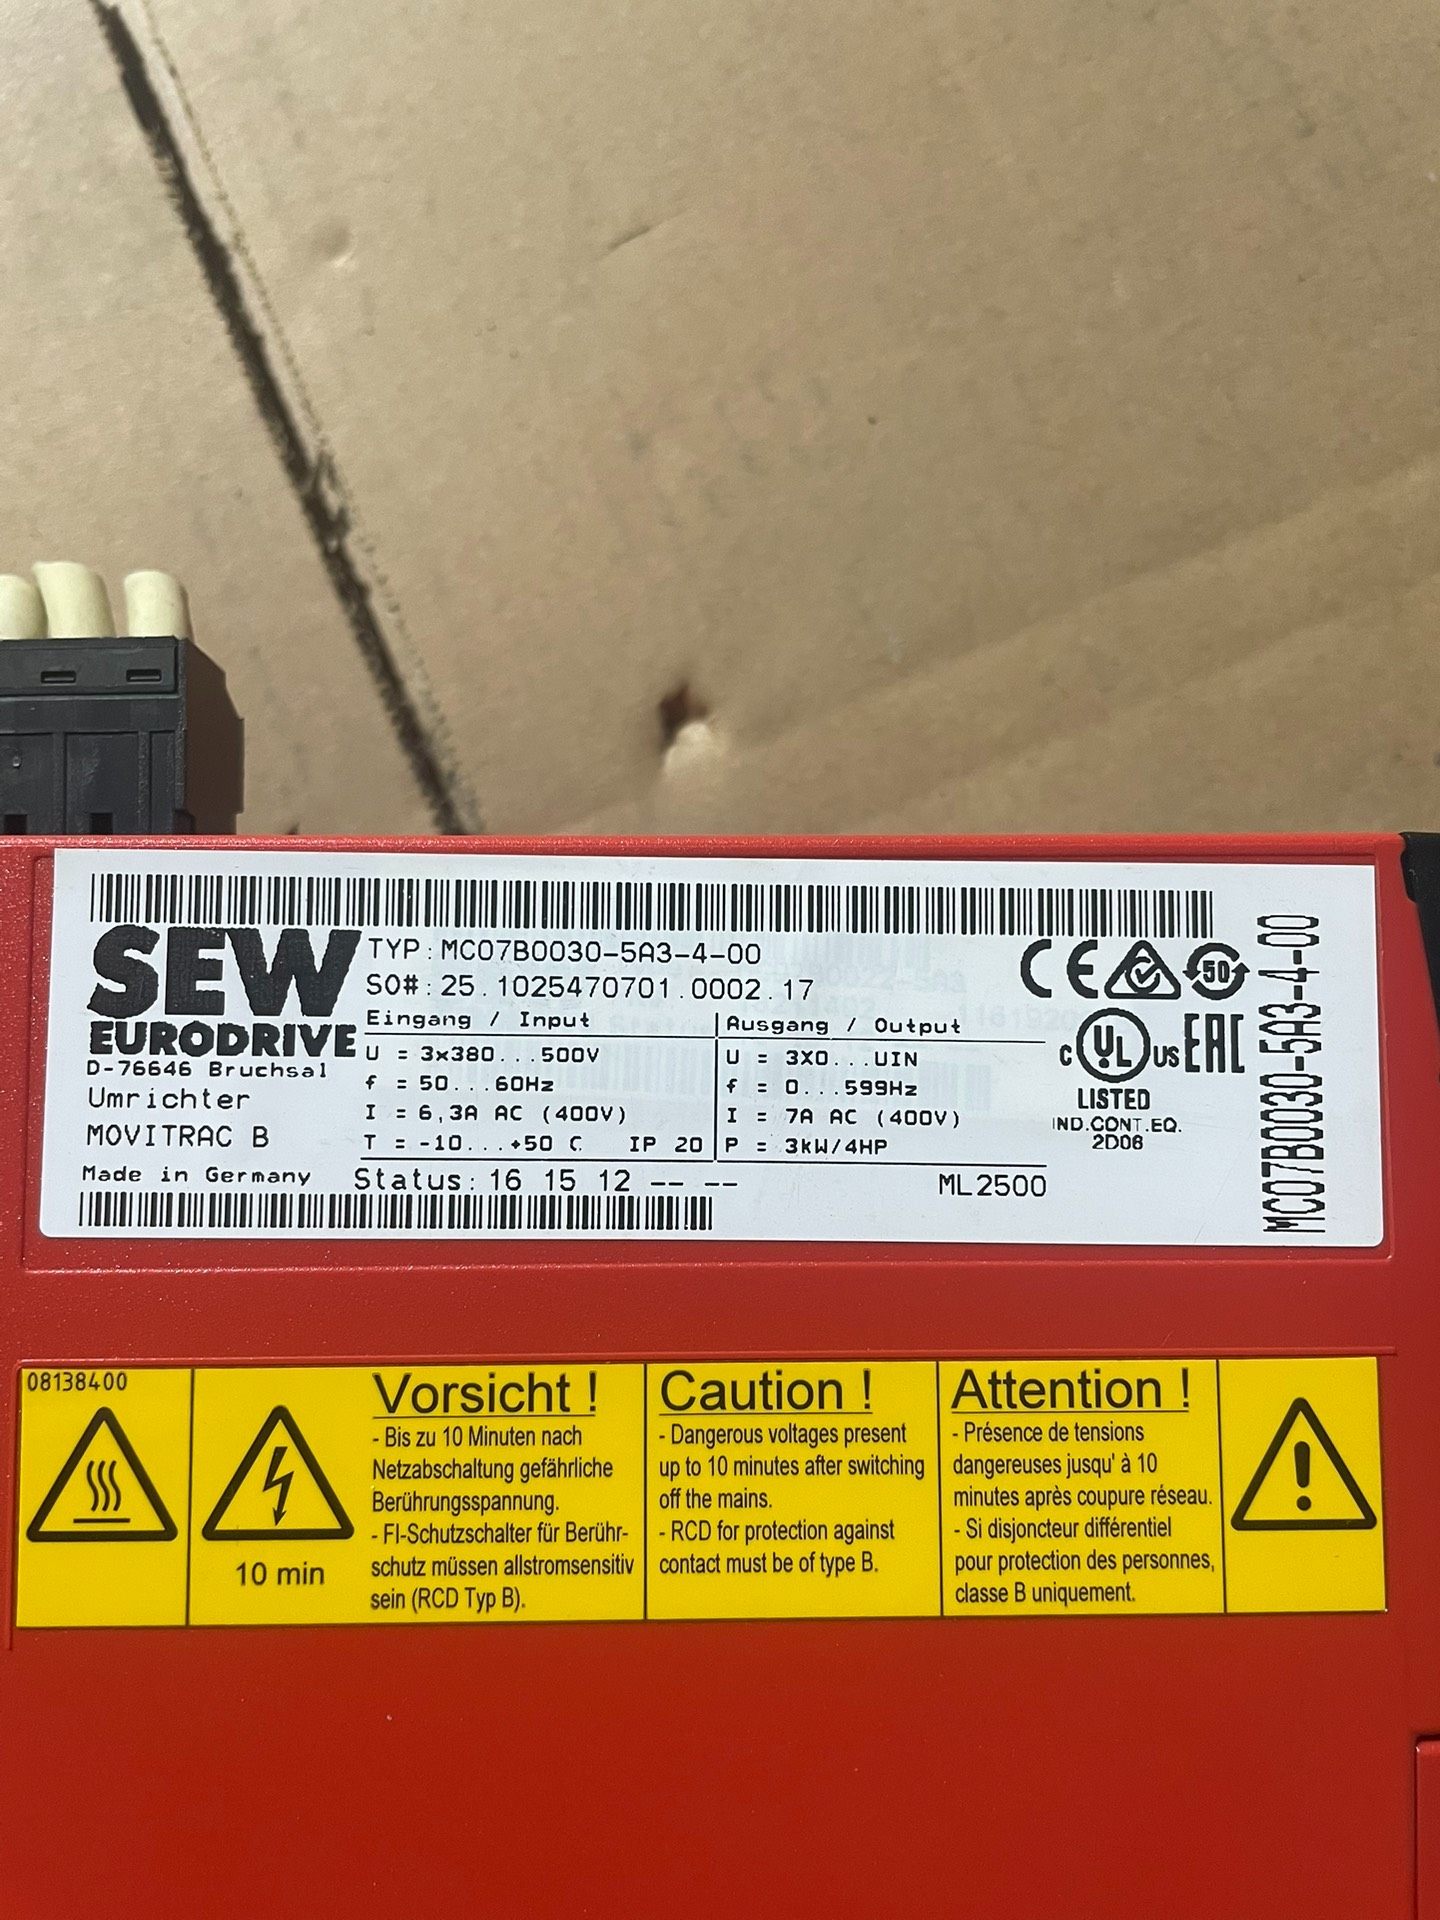 SEW
EURODRIVE
D-76646 Bruchsal
Umrichter
MOVITRAC B
Made in Germany
TYP: MC07B0030-5A3-4-00
SO#: 25.1025470701.0002.17
Eingang / Input
U = 3x380...500V
f = 50...60Hz
I = 6,3A AC (400V)
T = -10...+50 C IP 20
Ausgang / Output
U = 3X0...UIN
f = 0...599Hz
I = 7A AC (400V)
P = 3kW/4HP
Status: 16 15 12 -- --
ML2500
CE
50
C UL US EAC
LISTED
IND.CONT.EQ.
2D06
MC07B0030-5A3-4-00
08138400
10 min
Vorsicht !
- Bis zu 10 Minuten nach
Netzabschaltung gefährliche
Berührungsspannung.
- FI-Schutzschalter für Berühr-
schutz müssen allstromsensitiv
sein (RCD Typ B).
Caution !
- Dangerous voltages present
up to 10 minutes after switching
off the mains.
- RCD for protection against
contact must be of type B.
Attention !
- Présence de tensions
dangereuses jusqu' à 10
minutes après coupure réseau.
- Si disjoncteur différentiel
pour protection des personnes,
classe B uniquement.